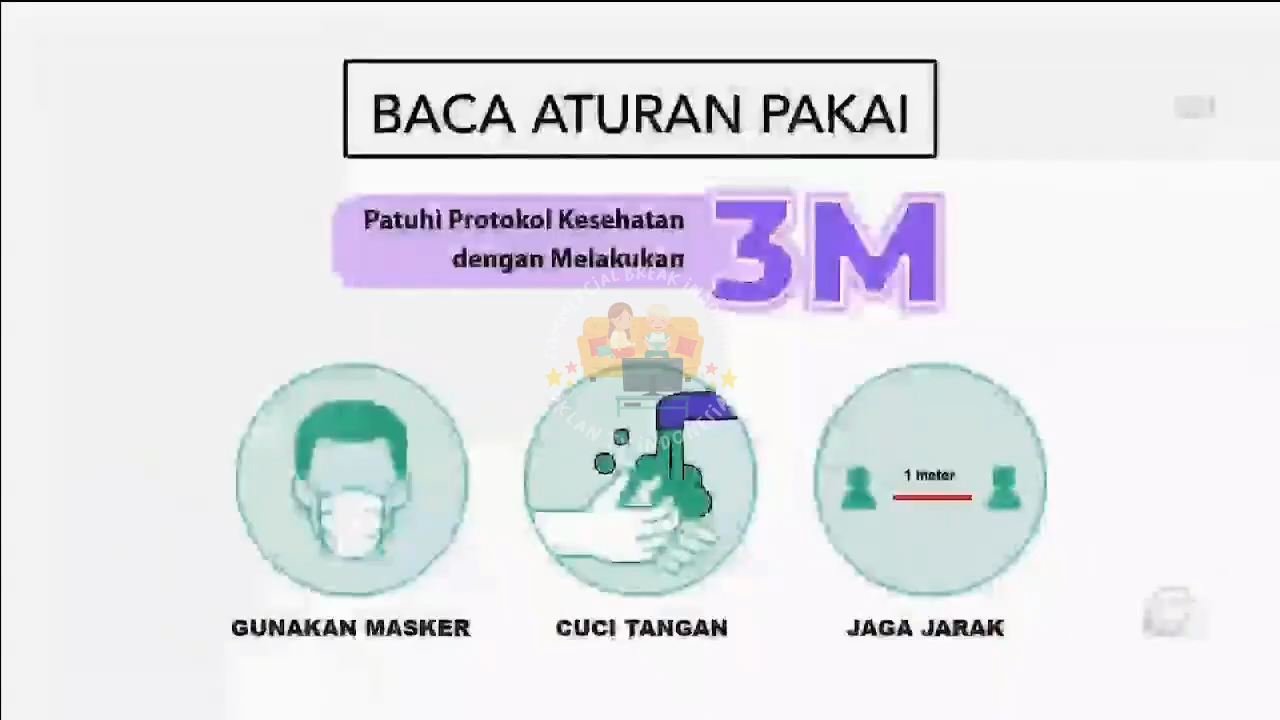 BACA ATURAN PAKAI
Patuhi Protokol Kesehatan
dengan Melakukan
3M
1 meter
GUNAKAN MASKER
CUCI TANGAN
JAGA JARAK